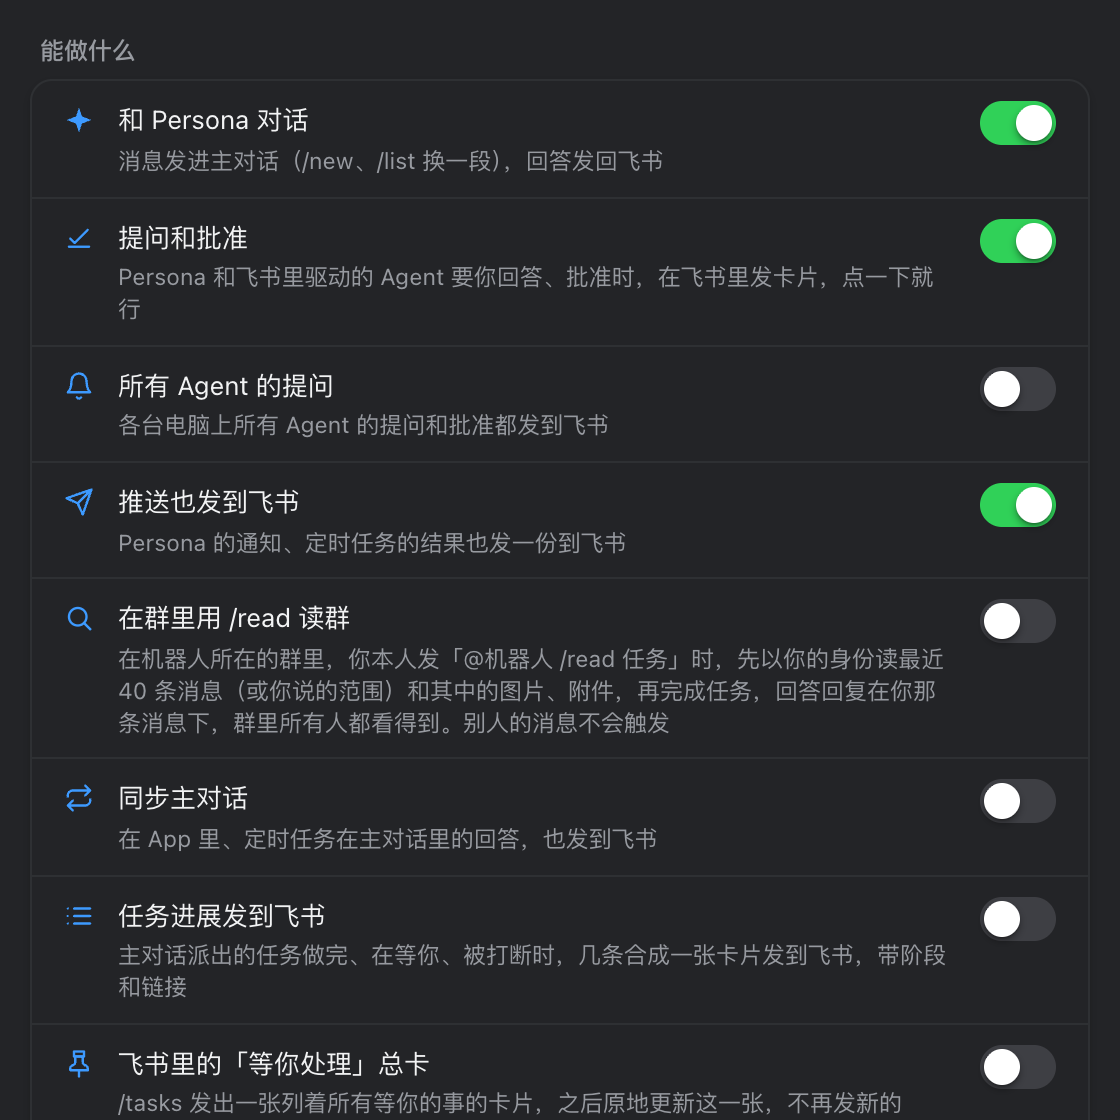 能做什么
和 Persona 对话
消息发进主对话（/new、/list 换一段），回答发回飞书
提问和批准
Persona 和飞书里驱动的 Agent 要你回答、批准时，在飞书里发卡片，点一下就
行
所有 Agent 的提问
各台电脑上所有 Agent 的提问和批准都发到飞书
推送也发到飞书
Persona 的通知、定时任务的结果也发一份到飞书
在群里用 /read 读群
在机器人所在的群里，你本人发「@机器人 /read 任务」时，先以你的身份读最近
40 条消息（或你说的范围）和其中的图片、附件，再完成任务，回答回复在你那
条消息下，群里所有人都看得到。别人的消息不会触发
同步主对话
在 App 里、定时任务在主对话里的回答，也发到飞书
任务进展发到飞书
主对话派出的任务做完、在等你、被打断时，几条合成一张卡片发到飞书，带阶段
和链接
飞书里的「等你处理」总卡
/tasks 发出一张列着所有等你的事的卡片，之后原地更新这一张，不再发新的